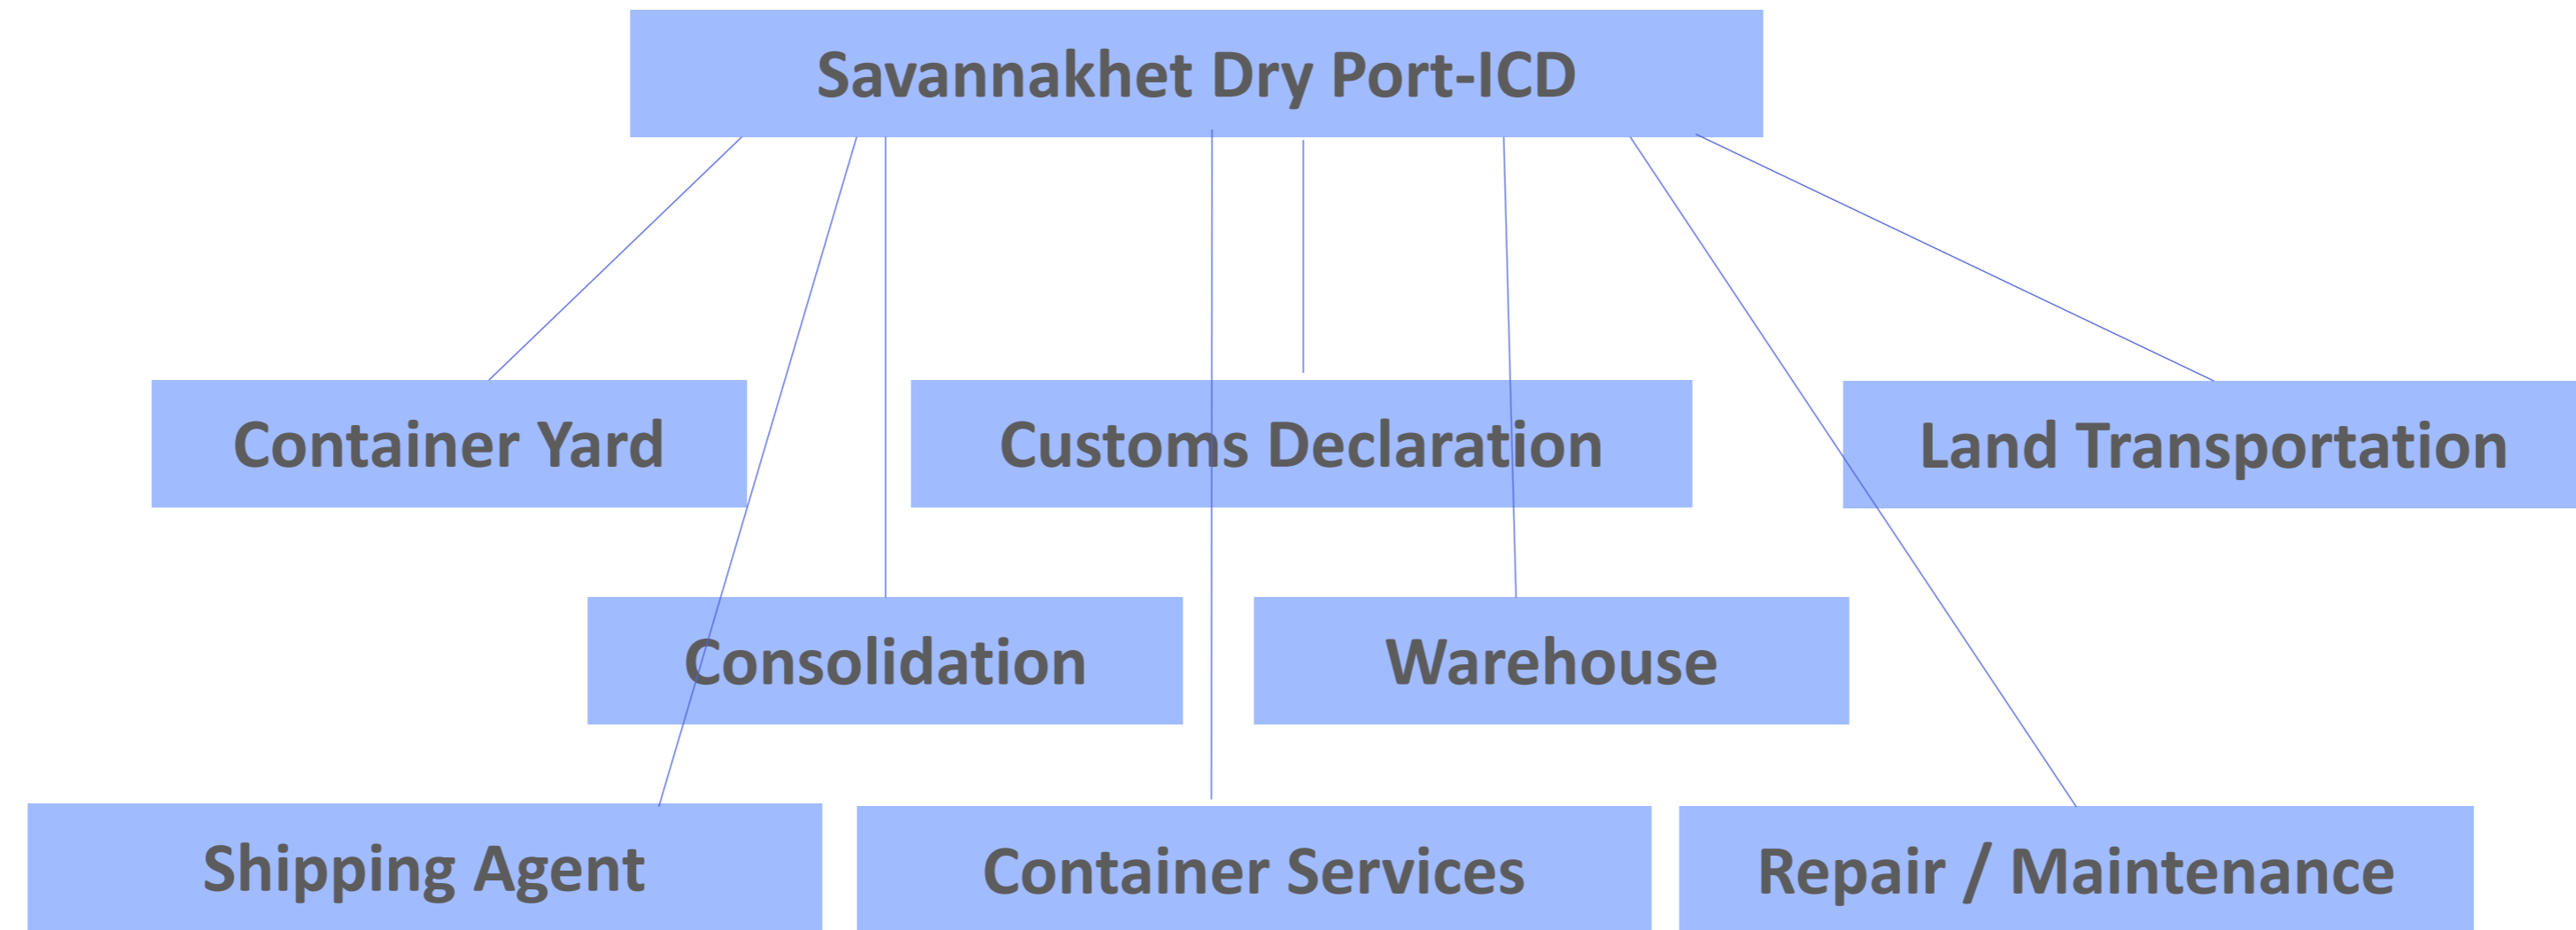 Savannakhet Dry Port-ICD
Container Yard
Customs Declaration
Land Transportation
Consolidation
Warehouse
Shipping Agent
Container Services
Repair / Maintenance